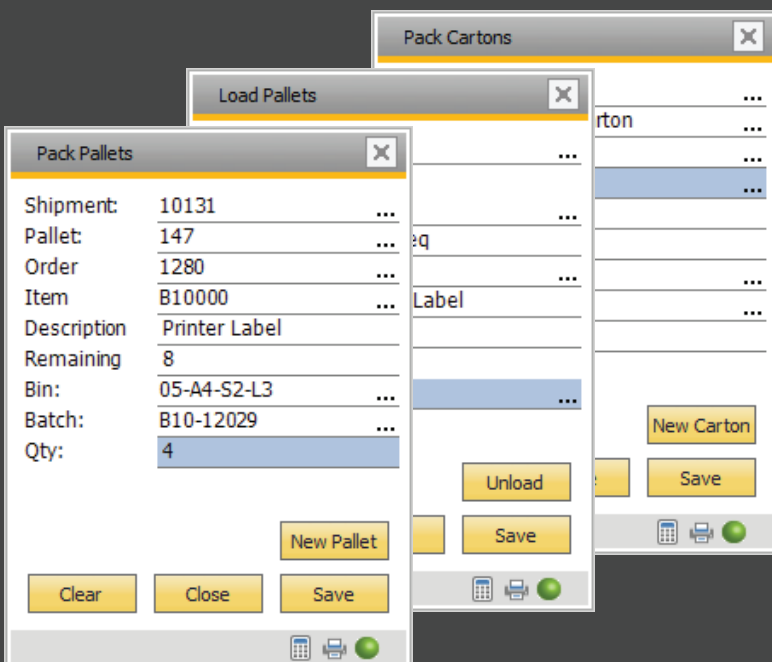 Pack Cartons
...
rton ...
...
...
...
...
New Carton
Save
Load Pallets
...
...
eq
...
Label
...
Unload
Save
Pack Pallets
Shipment: 10131 ...
Pallet: 147 ...
Order 1280 ...
Item B10000 ...
Description Printer Label
Remaining 8
Bin: 05-A4-S2-L3 ...
Batch: B10-12029 ...
Qty: 4
New Pallet
Clear Close Save